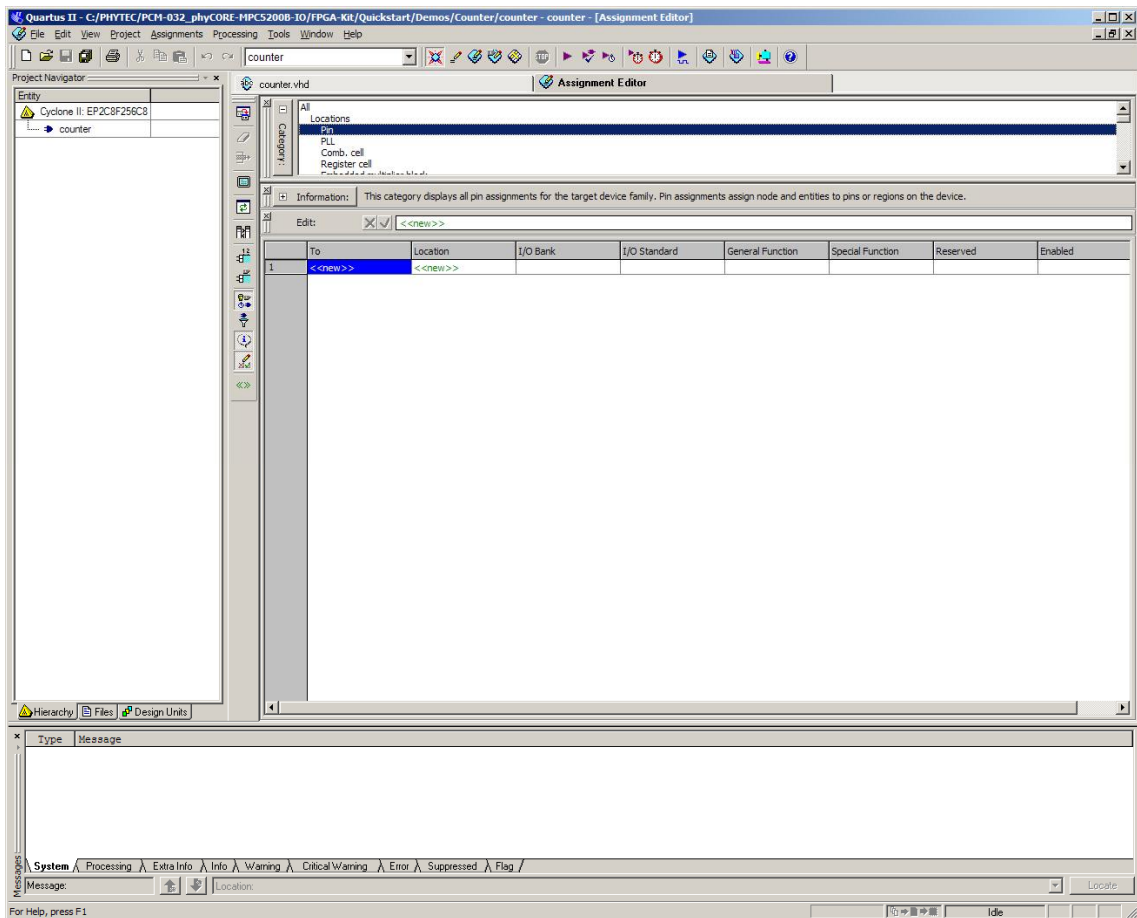 Quartus II - C:/PHYTEC/PCM-032_phyCORE-MPC5200B-IO/FPGA-Kit/Quickstart/Demos/Counter/counter - counter - [Assignment Editor]
File Edit View Project Assignments Processing Tools Window Help
counter
Project Navigator
Entity
Cyclone II: EP2C8F256C8
counter
Hierarchy Files Design Units
counter.vhd
Assignment Editor
Category:
All
Locations
Pin
PLL
Comb. cell
Register cell
Embedded multiplier block
Information: This category displays all pin assignments for the target device family. Pin assignments assign node and entities to pins or regions on the device.
Edit: <<new>>
To Location I/O Bank I/O Standard General Function Special Function Reserved Enabled
1 <<new>> <<new>>
Type Message
Messages
System Processing Extra Info Info Warning Critical Warning Error Suppressed Flag
Message: Location: Locate
For Help, press F1 Idle